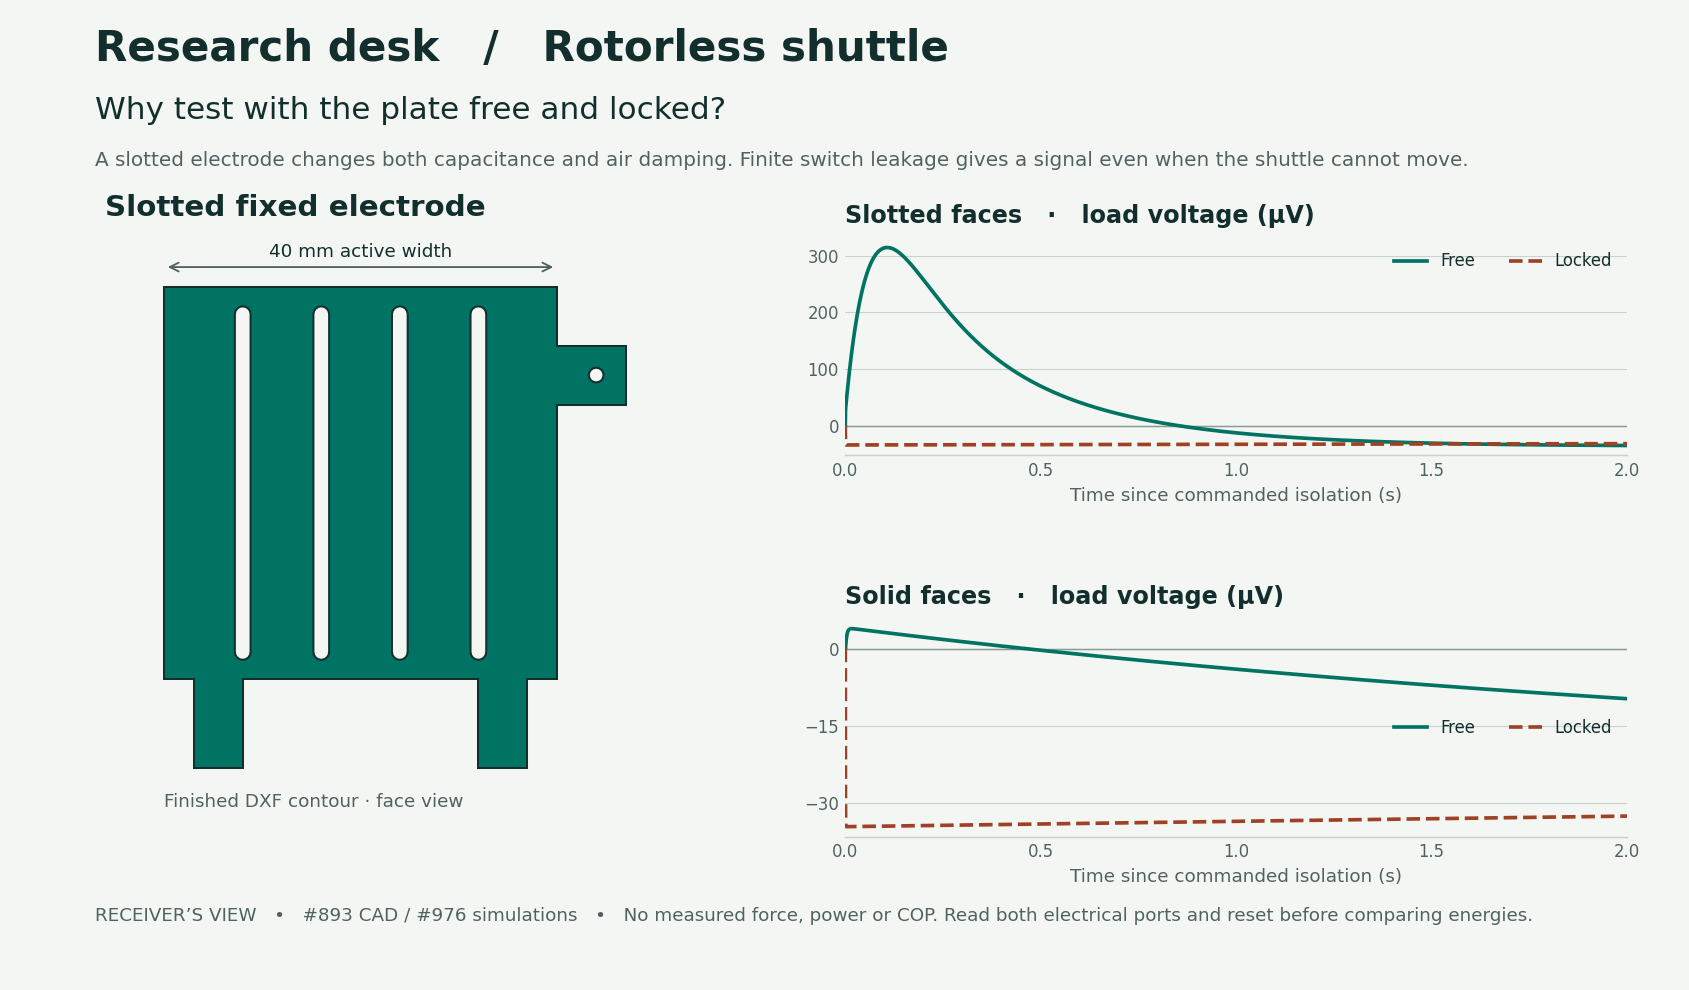 Research desk / Rotorless shuttle
Why test with the plate free and locked?
A slotted electrode changes both capacitance and air damping. Finite switch leakage gives a signal even when the shuttle cannot move.
Slotted fixed electrode
40 mm active width
Finished DXF contour · face view
Slotted faces · load voltage (µV)
300
200
100
0
Free
Locked
0.0 0.5 1.0 1.5 2.0
Time since commanded isolation (s)
Solid faces · load voltage (µV)
0
−15
−30
Free
Locked
0.0 0.5 1.0 1.5 2.0
Time since commanded isolation (s)
RECEIVER’S VIEW • #893 CAD / #976 simulations • No measured force, power or COP. Read both electrical ports and reset before comparing energies.